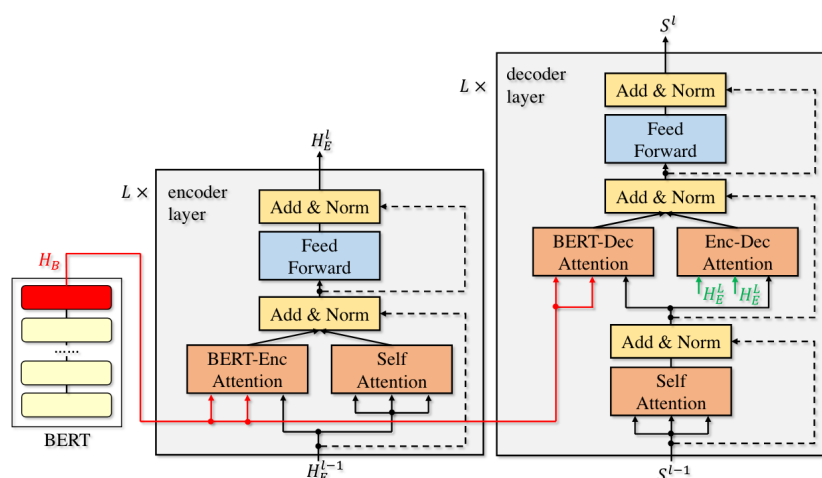 H_B
......
BERT
H_E^l
L ×
encoder
layer
Add & Norm
Feed
Forward
Add & Norm
BERT-Enc
Attention
Self
Attention
H_E^{l-1}
S^l
L ×
decoder
layer
Add & Norm
Feed
Forward
Add & Norm
BERT-Dec
Attention
Enc-Dec
Attention
H_E^L H_E^L
Add & Norm
Self
Attention
S^{l-1}